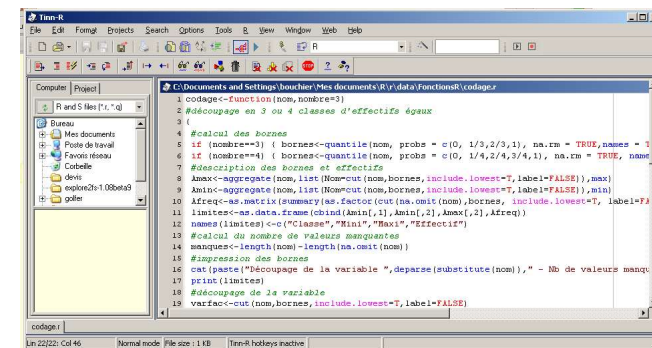 Tinn-R
File Edit Format Projects Search Options Tools R View Window Web Help
R
Computer Project
R and S files (*.r, *.q)
Bureau
Mes documents
Poste de travail
Favoris réseau
Corbeille
devis
explore2fs-1.08beta9
golfer
C:\Documents and Settings\bouchier\Mes documents\R\r\data\FonctionsR\codage.r
1 codage<-function(nom,nombre=3)
2 #découpage en 3 ou 4 classes d'effectifs égaux
3 {
4 #calcul des bornes
5 if (nombre==3) { bornes<-quantile(nom, probs = c(0, 1/3,2/3,1), na.rm = TRUE,names = T
6 if (nombre==4) { bornes<-quantile(nom, probs = c(0, 1/4,2/4,3/4,1), na.rm = TRUE, name
7 #description des bornes et effectifs
8 Amax<-aggregate(nom,list(Nom=cut(nom,bornes,include.lowest=T,label=FALSE)),max)
9 Amin<-aggregate(nom,list(Nom=cut(nom,bornes,include.lowest=T,label=FALSE)),min)
10 Afreq<-as.matrix(summary(as.factor(cut(na.omit(nom),bornes, include.lowest=T, label=FA
11 limites<-as.data.frame(cbind(Amin[,1],Amin[,2],Amax[,2],Afreq))
12 names(limites)<-c("Classe","Mini","Maxi","Effectif")
13 #calcul du nombre de valeurs manquantes
14 manques<-length(nom)-length(na.omit(nom))
15 #impression des bornes
16 cat(paste("Découpage de la variable ",deparse(substitute(nom))," - Nb de valeurs manqu
17 print(limites)
18 #découpage de la variable
19 varfac<-cut(nom,bornes,include.lowest=T,label=FALSE)
codage.r
Lin 22/22: Col 46 Normal mode File size : 1 KB Tinn-R hotkeys inactive